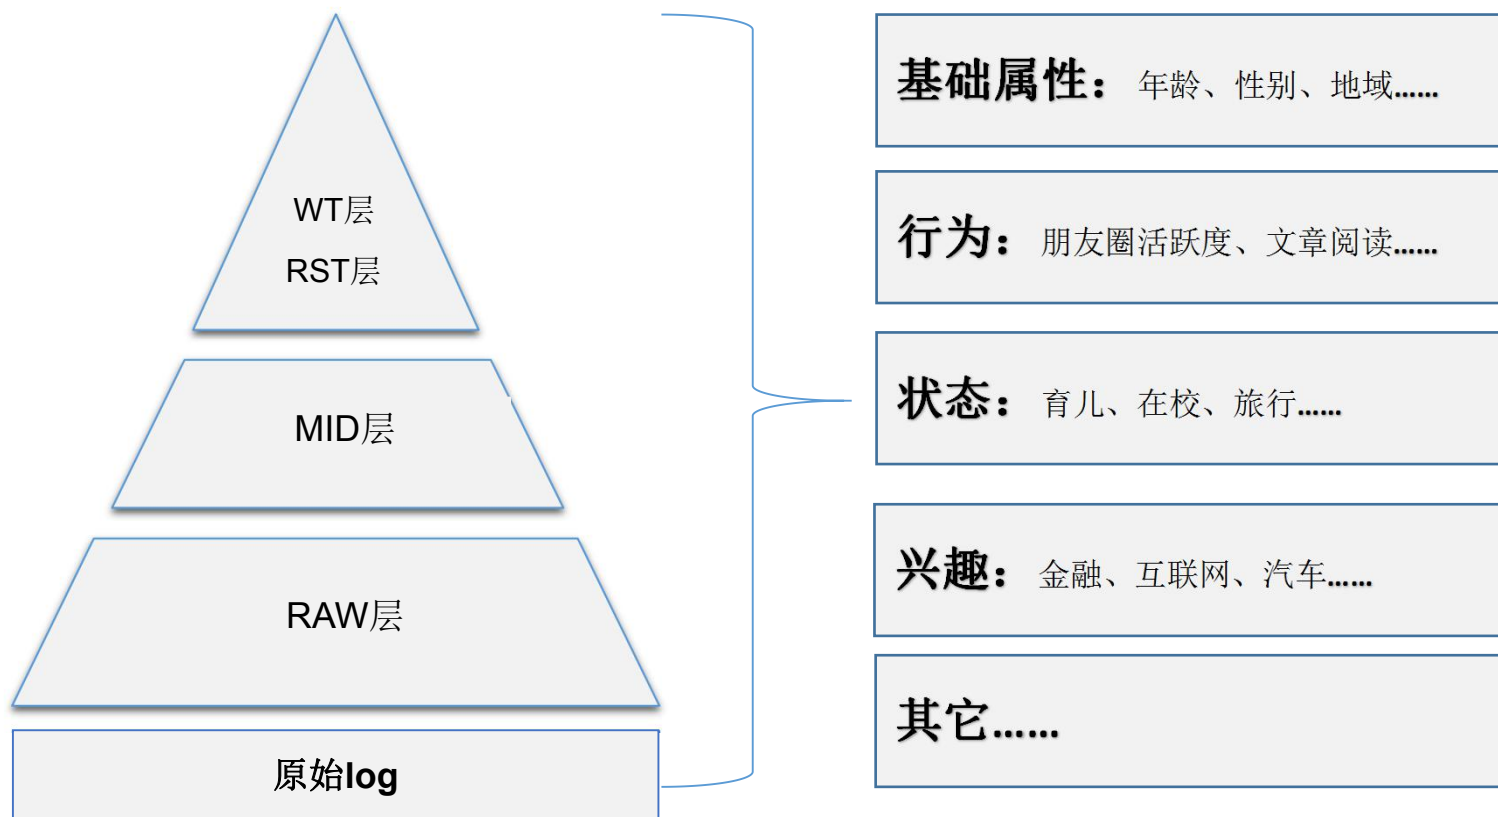 WT层
RST层
MID层
RAW层
原始log
基础属性：年龄、性别、地域......
行为：朋友圈活跃度、文章阅读......
状态：育儿、在校、旅行......
兴趣：金融、互联网、汽车......
其它......